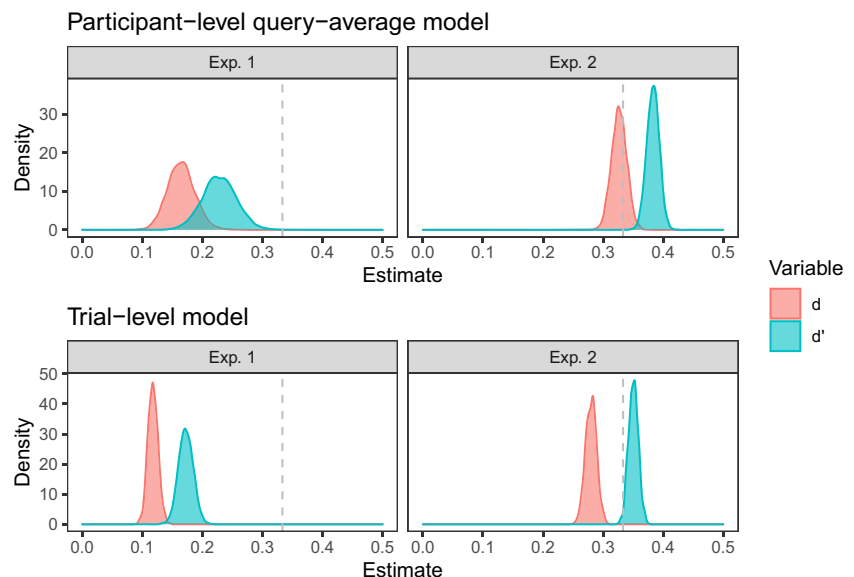 Participant−level query−average model
Exp. 1
Exp. 2
Density
30
20
10
0
0.0 0.1 0.2 0.3 0.4 0.5
0.0 0.1 0.2 0.3 0.4 0.5
Estimate
Variable
d
d'
Trial−level model
Exp. 1
Exp. 2
Density
50
40
30
20
10
0
0.0 0.1 0.2 0.3 0.4 0.5
0.0 0.1 0.2 0.3 0.4 0.5
Estimate